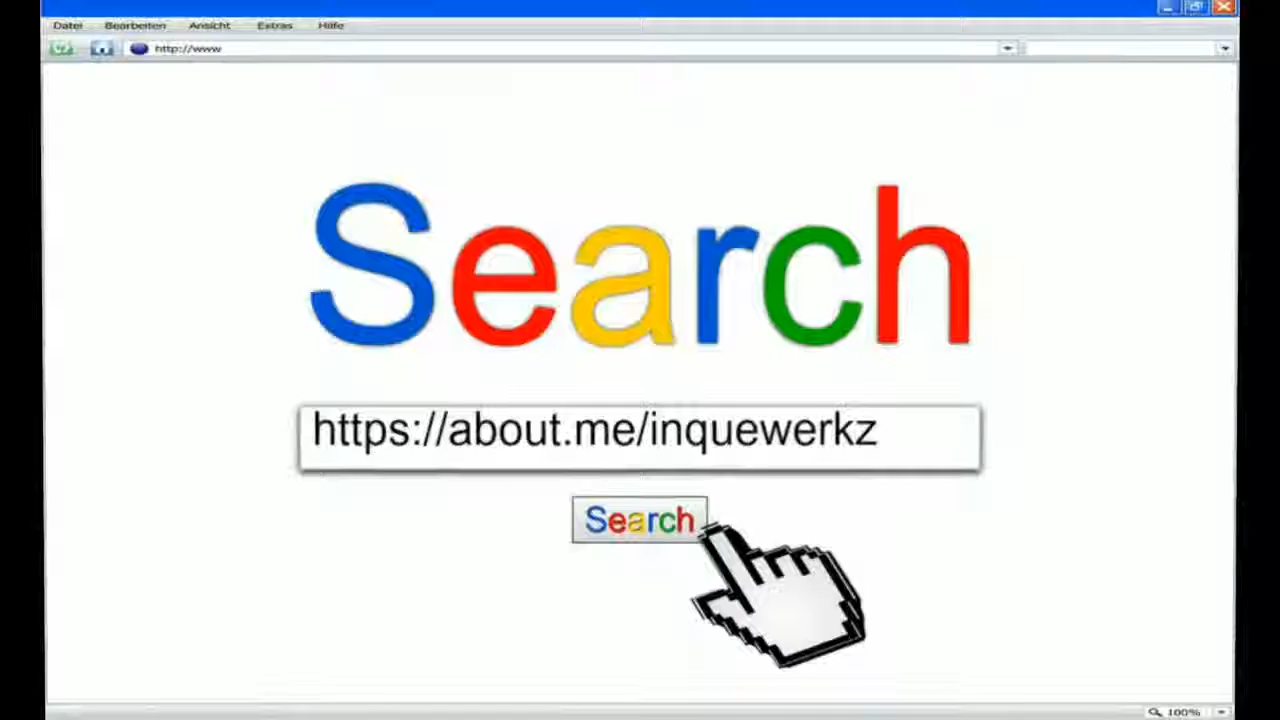 Datei Bearbeiten Ansicht Extras Hilfe
http://www
Search
https://about.me/inquewerkz
Search
100%